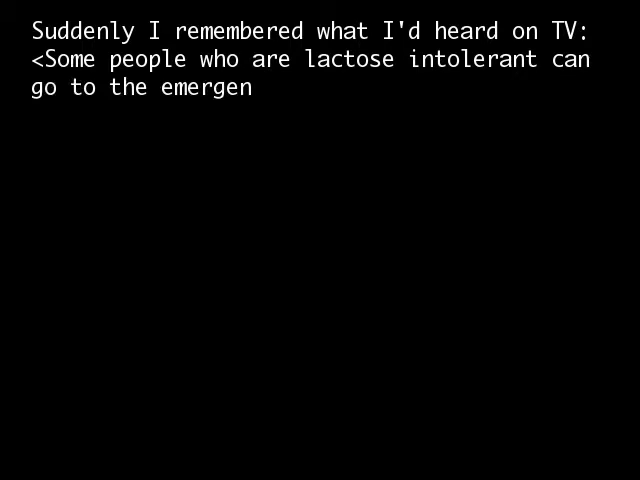 Suddenly I remembered what I'd heard on TV:
<Some people who are lactose intolerant can
go to the emergen